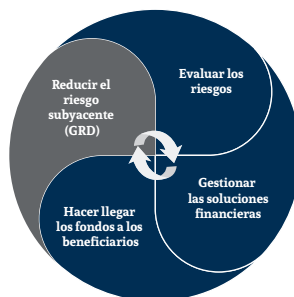 Reducir el
riesgo
subyacente
(GRD)
Evaluar los
riesgos
Gestionar
las soluciones
financieras
Hacer llegar
los fondos a los
beneficiarios